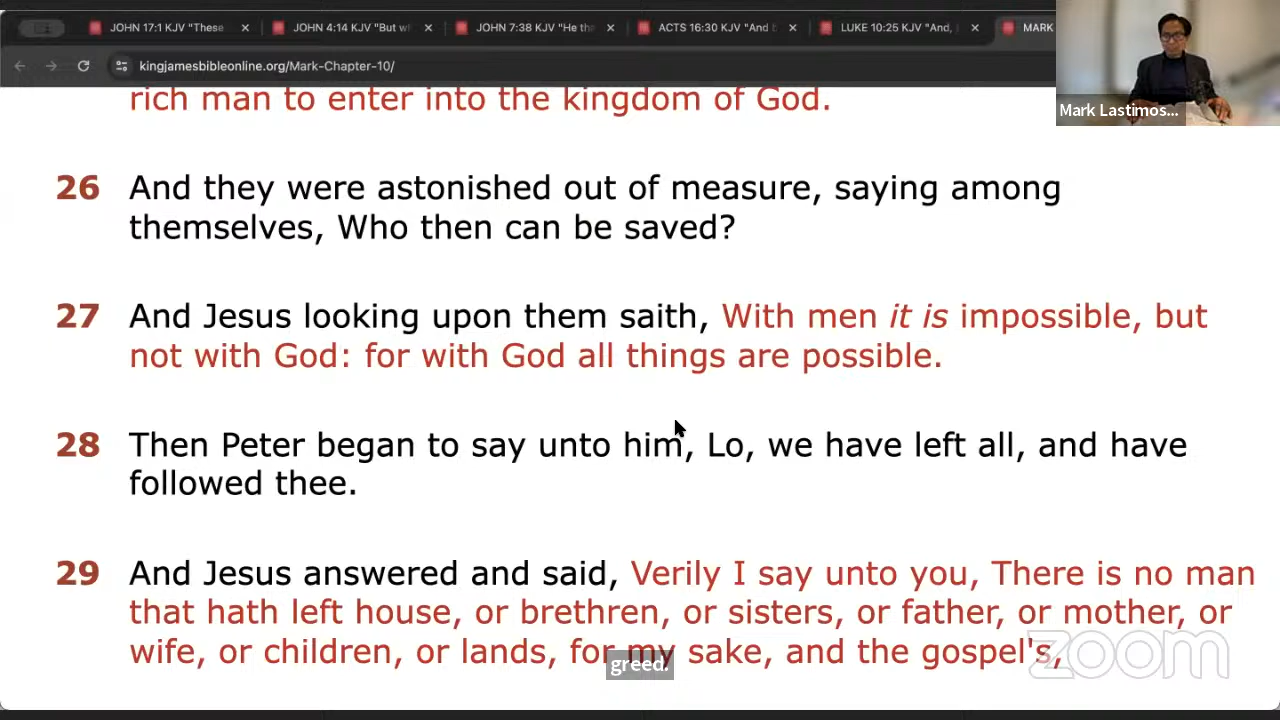 JOHN 17:1 KJV "These
JOHN 4:14 KJV "But wh
JOHN 7:38 KJV "He tha
ACTS 16:30 KJV "And b
LUKE 10:25 KJV "And,
MARK
kingjamesbibleonline.org/Mark-Chapter-10/
Mark Lastimos...
rich man to enter into the kingdom of God.
26 And they were astonished out of measure, saying among
themselves, Who then can be saved?
27 And Jesus looking upon them saith, With men it is impossible, but
not with God: for with God all things are possible.
28 Then Peter began to say unto him, Lo, we have left all, and have
followed thee.
29 And Jesus answered and said, Verily I say unto you, There is no man
that hath left house, or brethren, or sisters, or father, or mother, or
wife, or children, or lands, for my sake, and the gospel's,
greed.
zoom